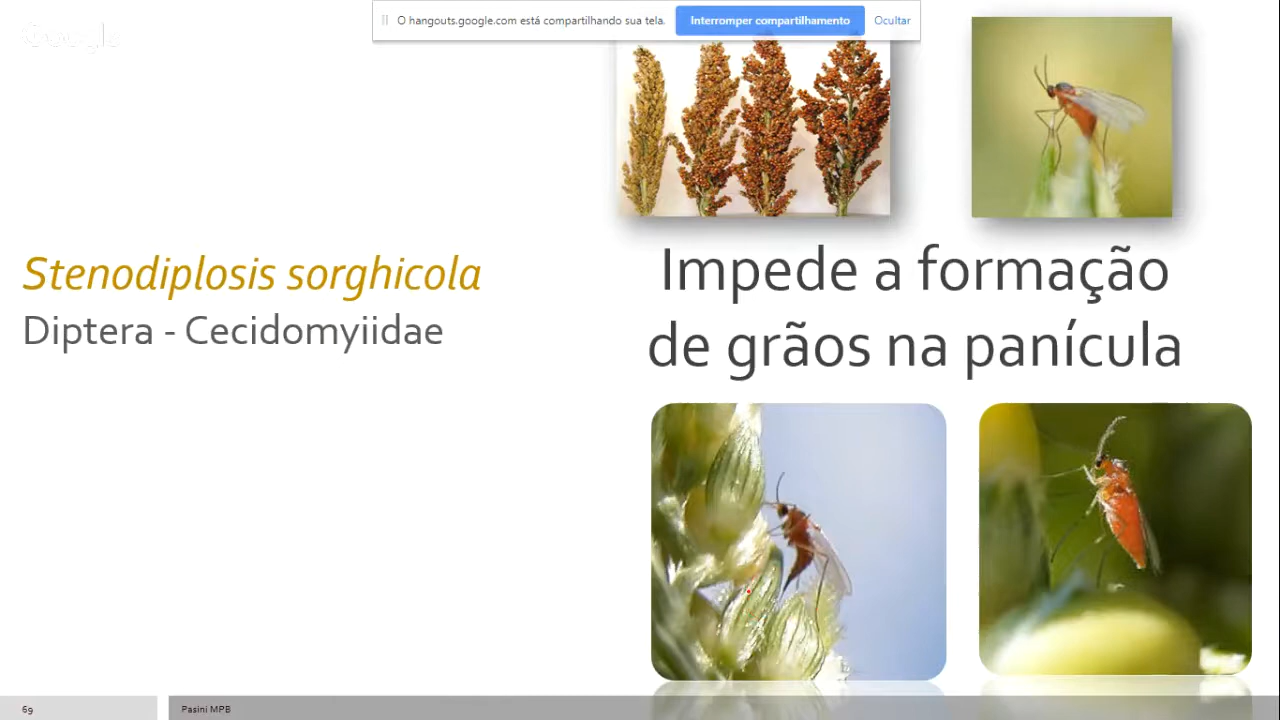 Google
O hangouts.google.com está compartilhando sua tela.
Interromper compartilhamento
Ocultar
Stenodiplosis sorghicola
Diptera - Cecidomyiidae
Impede a formação
de grãos na panícula
69
Pasini MPB